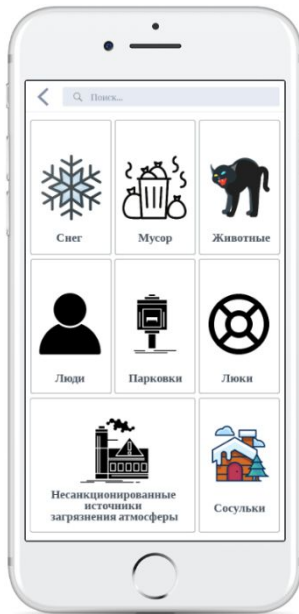 Поиск...
Снег
Мусор
Животные
Люди
Парковки
Люки
Несанкционированные
источники
загрязнения атмосферы
Сосульки